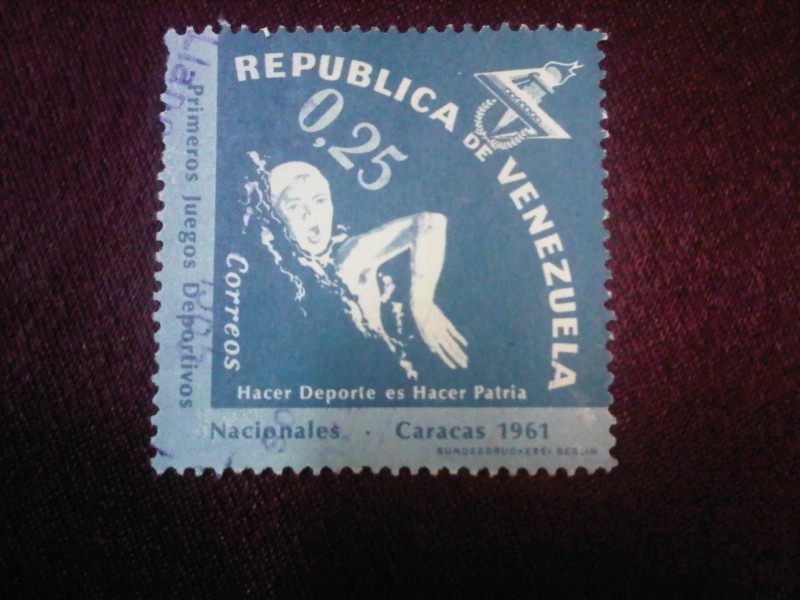 REPUBLICA DE VENEZUELA
0,25
Primeros Juegos Deportivos
Correos
Hacer Deporte es Hacer Patria
Nacionales · Caracas 1961
BUNDESDRUCKEREI BERLIN